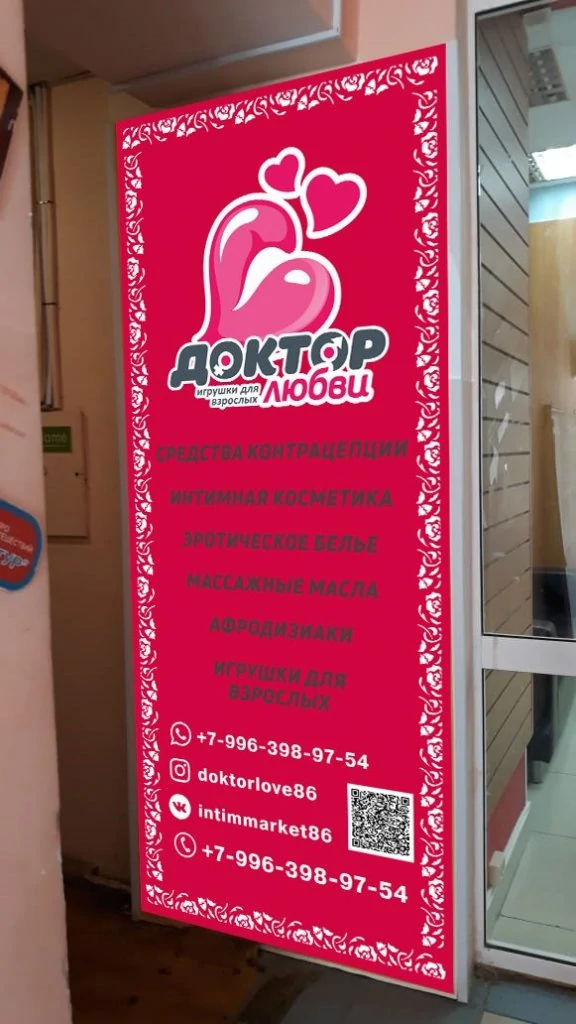 ДОКТОР
игрушки для
взрослых
ЛЮБВИ
СРЕДСТВА КОНТРАЦЕПЦИИ
ИНТИМНАЯ КОСМЕТИКА
ЭРОТИЧЕСКОЕ БЕЛЬЕ
МАССАЖНЫЕ МАСЛА
АФРОДИЗИАКИ
ИГРУШКИ ДЛЯ
ВЗРОСЛЫХ
+7-996-398-97-54
doktorlove86
intimmarket86
+7-996-398-97-54